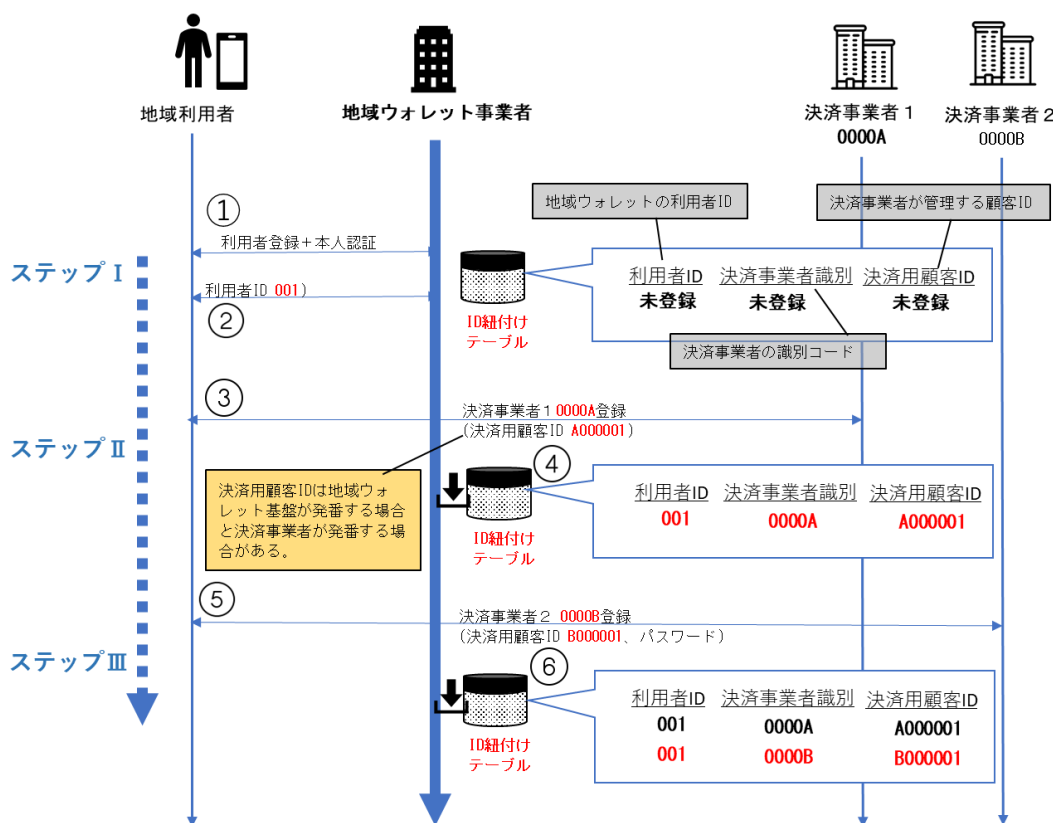 地域利用者
地域ウォレット事業者
決済事業者1
0000A
決済事業者2
0000B
地域ウォレットの利用者ID
決済事業者が管理する顧客ID
①
利用者登録+本人認証
ステップⅠ
利用者ID 001)
②
ID紐付け
テーブル
利用者ID 決済事業者識別 決済用顧客ID
未登録 未登録 未登録
決済事業者の識別コード
③
決済事業者1 0000A登録
(決済用顧客ID A000001)
ステップⅡ
決済用顧客IDは地域ウォ
レット基盤が発番する場合
と決済事業者が発番する場
合がある。
④
ID紐付け
テーブル
利用者ID 決済事業者識別 決済用顧客ID
001 0000A A000001
⑤
決済事業者2 0000B登録
(決済用顧客ID B000001、パスワード)
ステップⅢ
⑥
ID紐付け
テーブル
利用者ID 決済事業者識別 決済用顧客ID
001 0000A A000001
001 0000B B000001